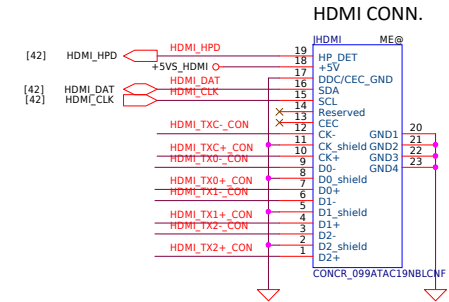 HDMI CONN.
JHDMI ME@
[42] HDMI_HPD HDMI_HPD 19 HP_DET
+5VS_HDMI 18 +5V
17 DDC/CEC_GND
[42] HDMI_DAT HDMI_DAT 16 SDA
[42] HDMI_CLK HDMI_CLK 15 SCL
14 Reserved
13 CEC
HDMI_TXC-_CON 12 CK- GND1 20
11 CK_shield GND2 21
HDMI_TXC+_CON 10 CK+ GND3 22
HDMI_TX0-_CON 9 D0- GND4 23
8 D0_shield
HDMI_TX0+_CON 7 D0+
HDMI_TX1-_CON 6 D1-
5 D1_shield
HDMI_TX1+_CON 4 D1+
HDMI_TX2-_CON 3 D2-
2 D2_shield
HDMI_TX2+_CON 1 D2+
CONCR_099ATAC19NBLCNF